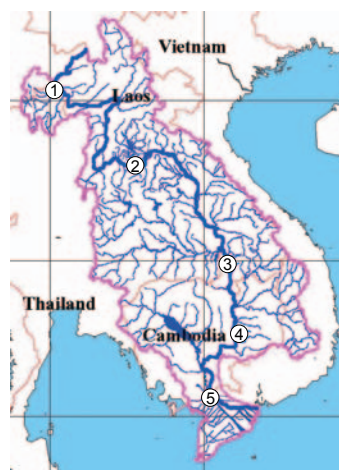 Vietnam
①
Laos
②
③
Thailand
Cambodia
④
⑤